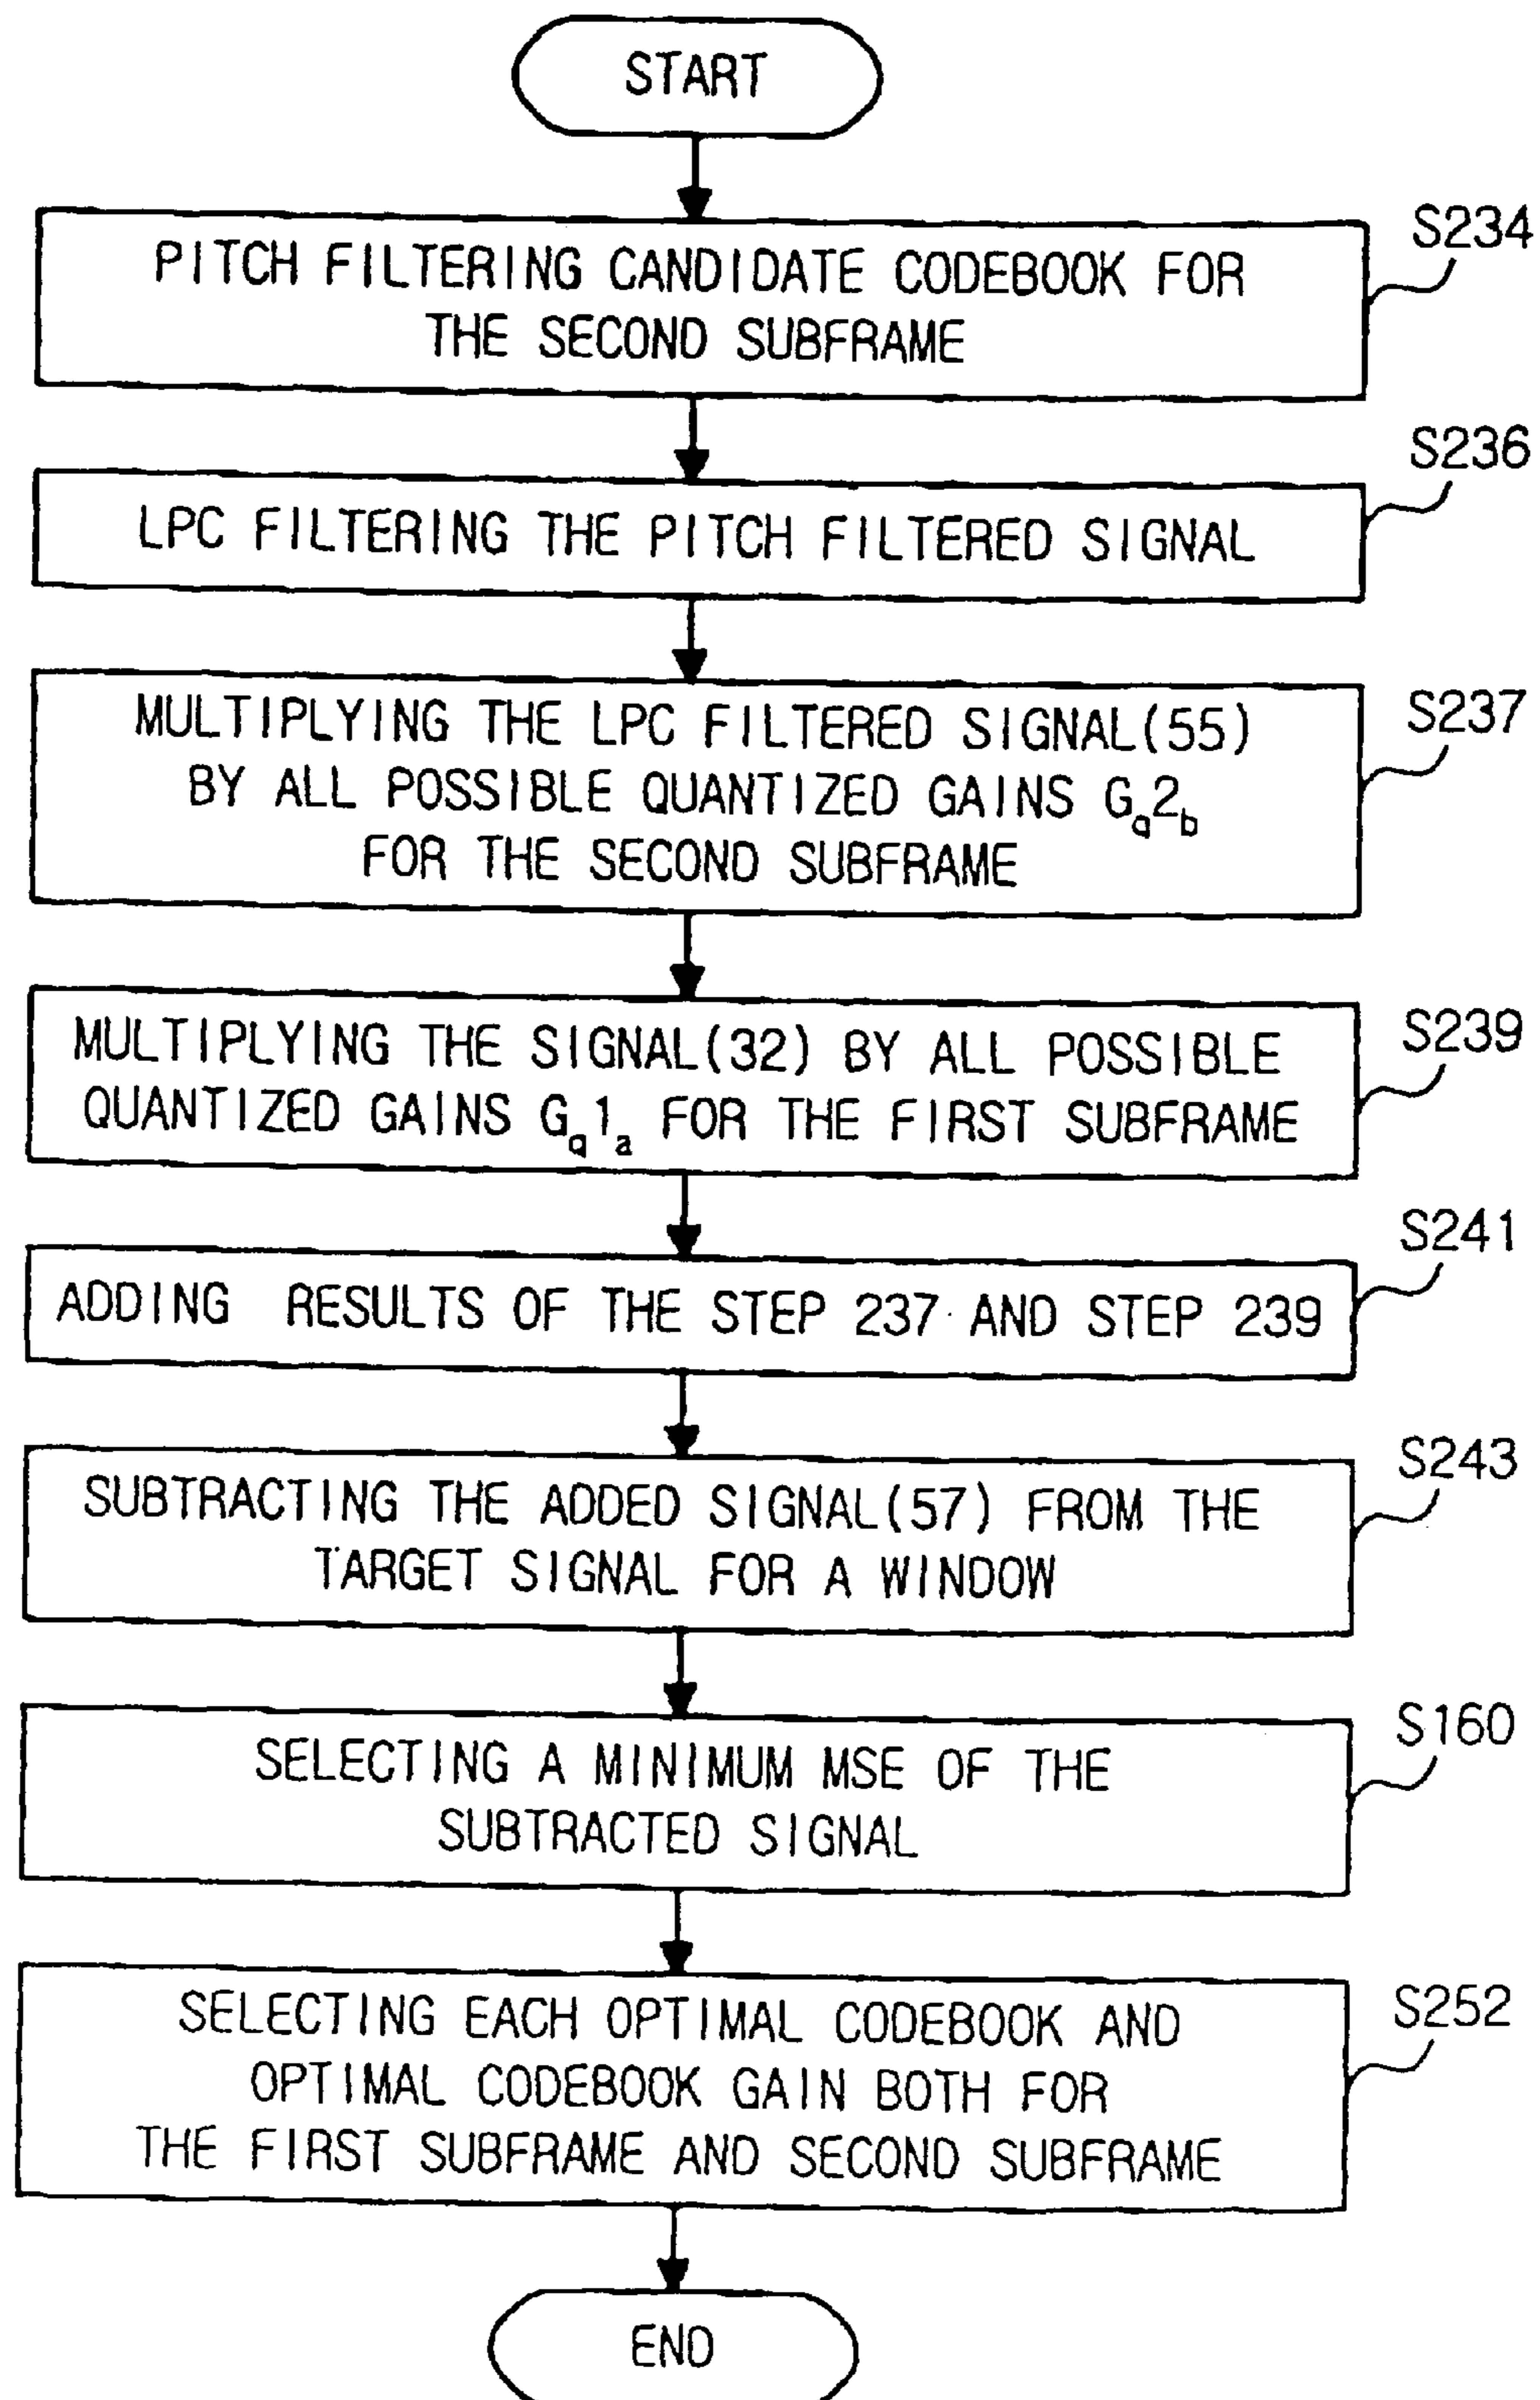 START
S234
PITCH FILTERING CANDIDATE CODEBOOK FOR
THE SECOND SUBFRAME
S236
LPC FILTERING THE PITCH FILTERED SIGNAL
S237
MULTIPLYING THE LPC FILTERED SIGNAL(55)
BY ALL POSSIBLE QUANTIZED GAINS Gq2b
FOR THE SECOND SUBFRAME
S239
MULTIPLYING THE SIGNAL(32) BY ALL POSSIBLE
QUANTIZED GAINS Gq1a FOR THE FIRST SUBFRAME
S241
ADDING RESULTS OF THE STEP 237 AND STEP 239
S243
SUBTRACTING THE ADDED SIGNAL(57) FROM THE
TARGET SIGNAL FOR A WINDOW
S160
SELECTING A MINIMUM MSE OF THE
SUBTRACTED SIGNAL
S252
SELECTING EACH OPTIMAL CODEBOOK AND
OPTIMAL CODEBOOK GAIN BOTH FOR
THE FIRST SUBFRAME AND SECOND SUBFRAME
END